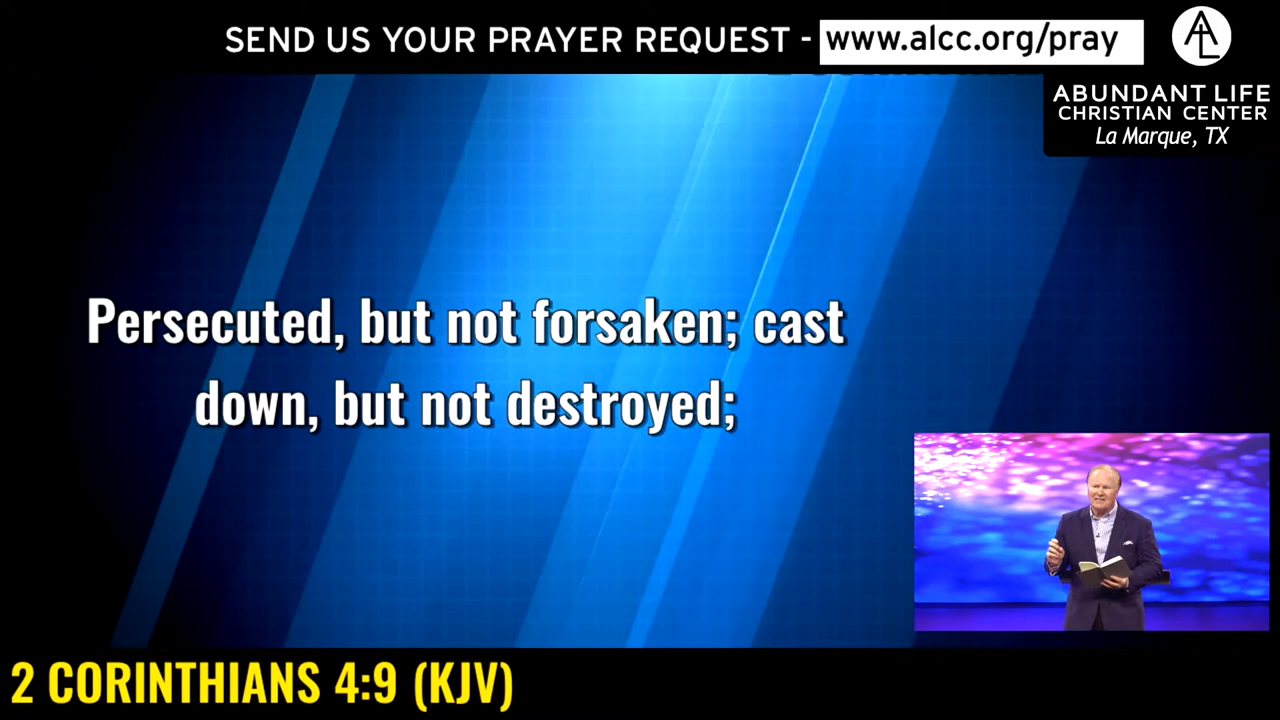 SEND US YOUR PRAYER REQUEST - www.alcc.org/pray
AL
ABUNDANT LIFE
CHRISTIAN CENTER
La Marque, TX
Persecuted, but not forsaken; cast
down, but not destroyed;
2 CORINTHIANS 4:9 (KJV)